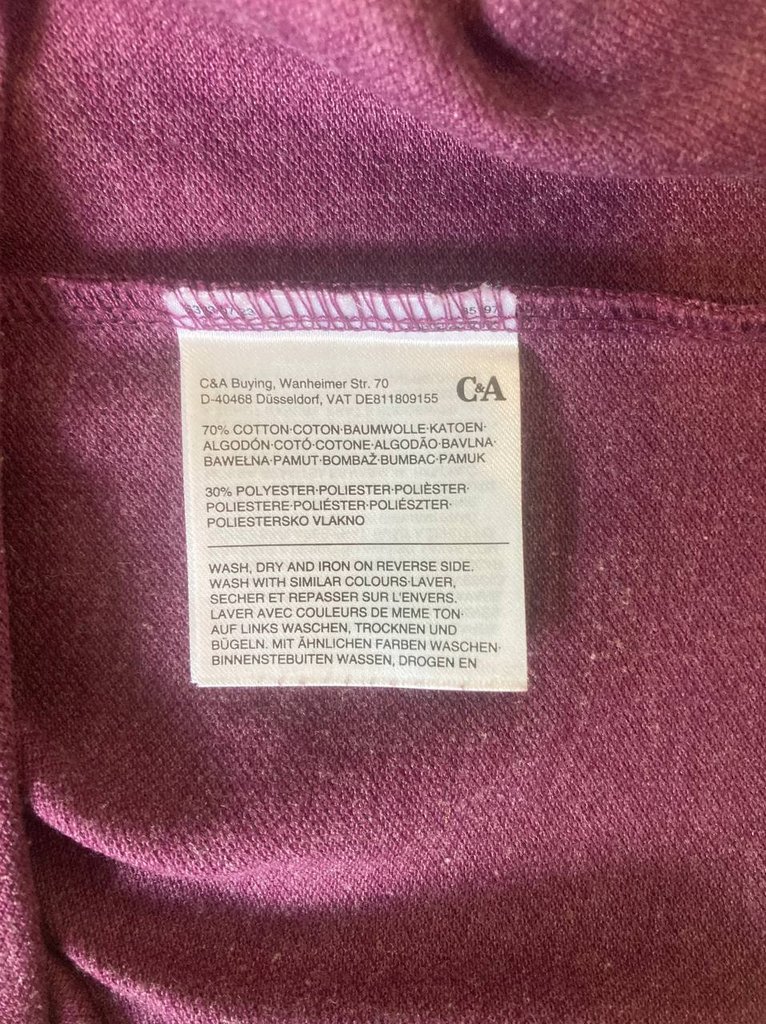 C&A Buying, Wanheimer Str. 70
D-40468 Düsseldorf, VAT DE811809155
C&A
70% COTTON·COTON·BAUMWOLLE·KATOEN·
ALGODÓN·COTÓ·COTONE·ALGODÃO·BAVLNA·
BAWEŁNA·PAMUT·BOMBAŽ·BUMBAC·PAMUK
30% POLYESTER·POLIESTER·POLIÈSTER·
POLIESTERE·POLIÉSTER·POLIÉSZTER·
POLIESTERSKO VLAKNO
WASH, DRY AND IRON ON REVERSE SIDE.
WASH WITH SIMILAR COLOURS·LAVER,
SECHER ET REPASSER SUR L'ENVERS.
LAVER AVEC COULEURS DE MEME TON·
AUF LINKS WASCHEN, TROCKNEN UND
BÜGELN. MIT ÄHNLICHEN FARBEN WASCHEN·
BINNENSTEBUITEN WASSEN, DROGEN EN